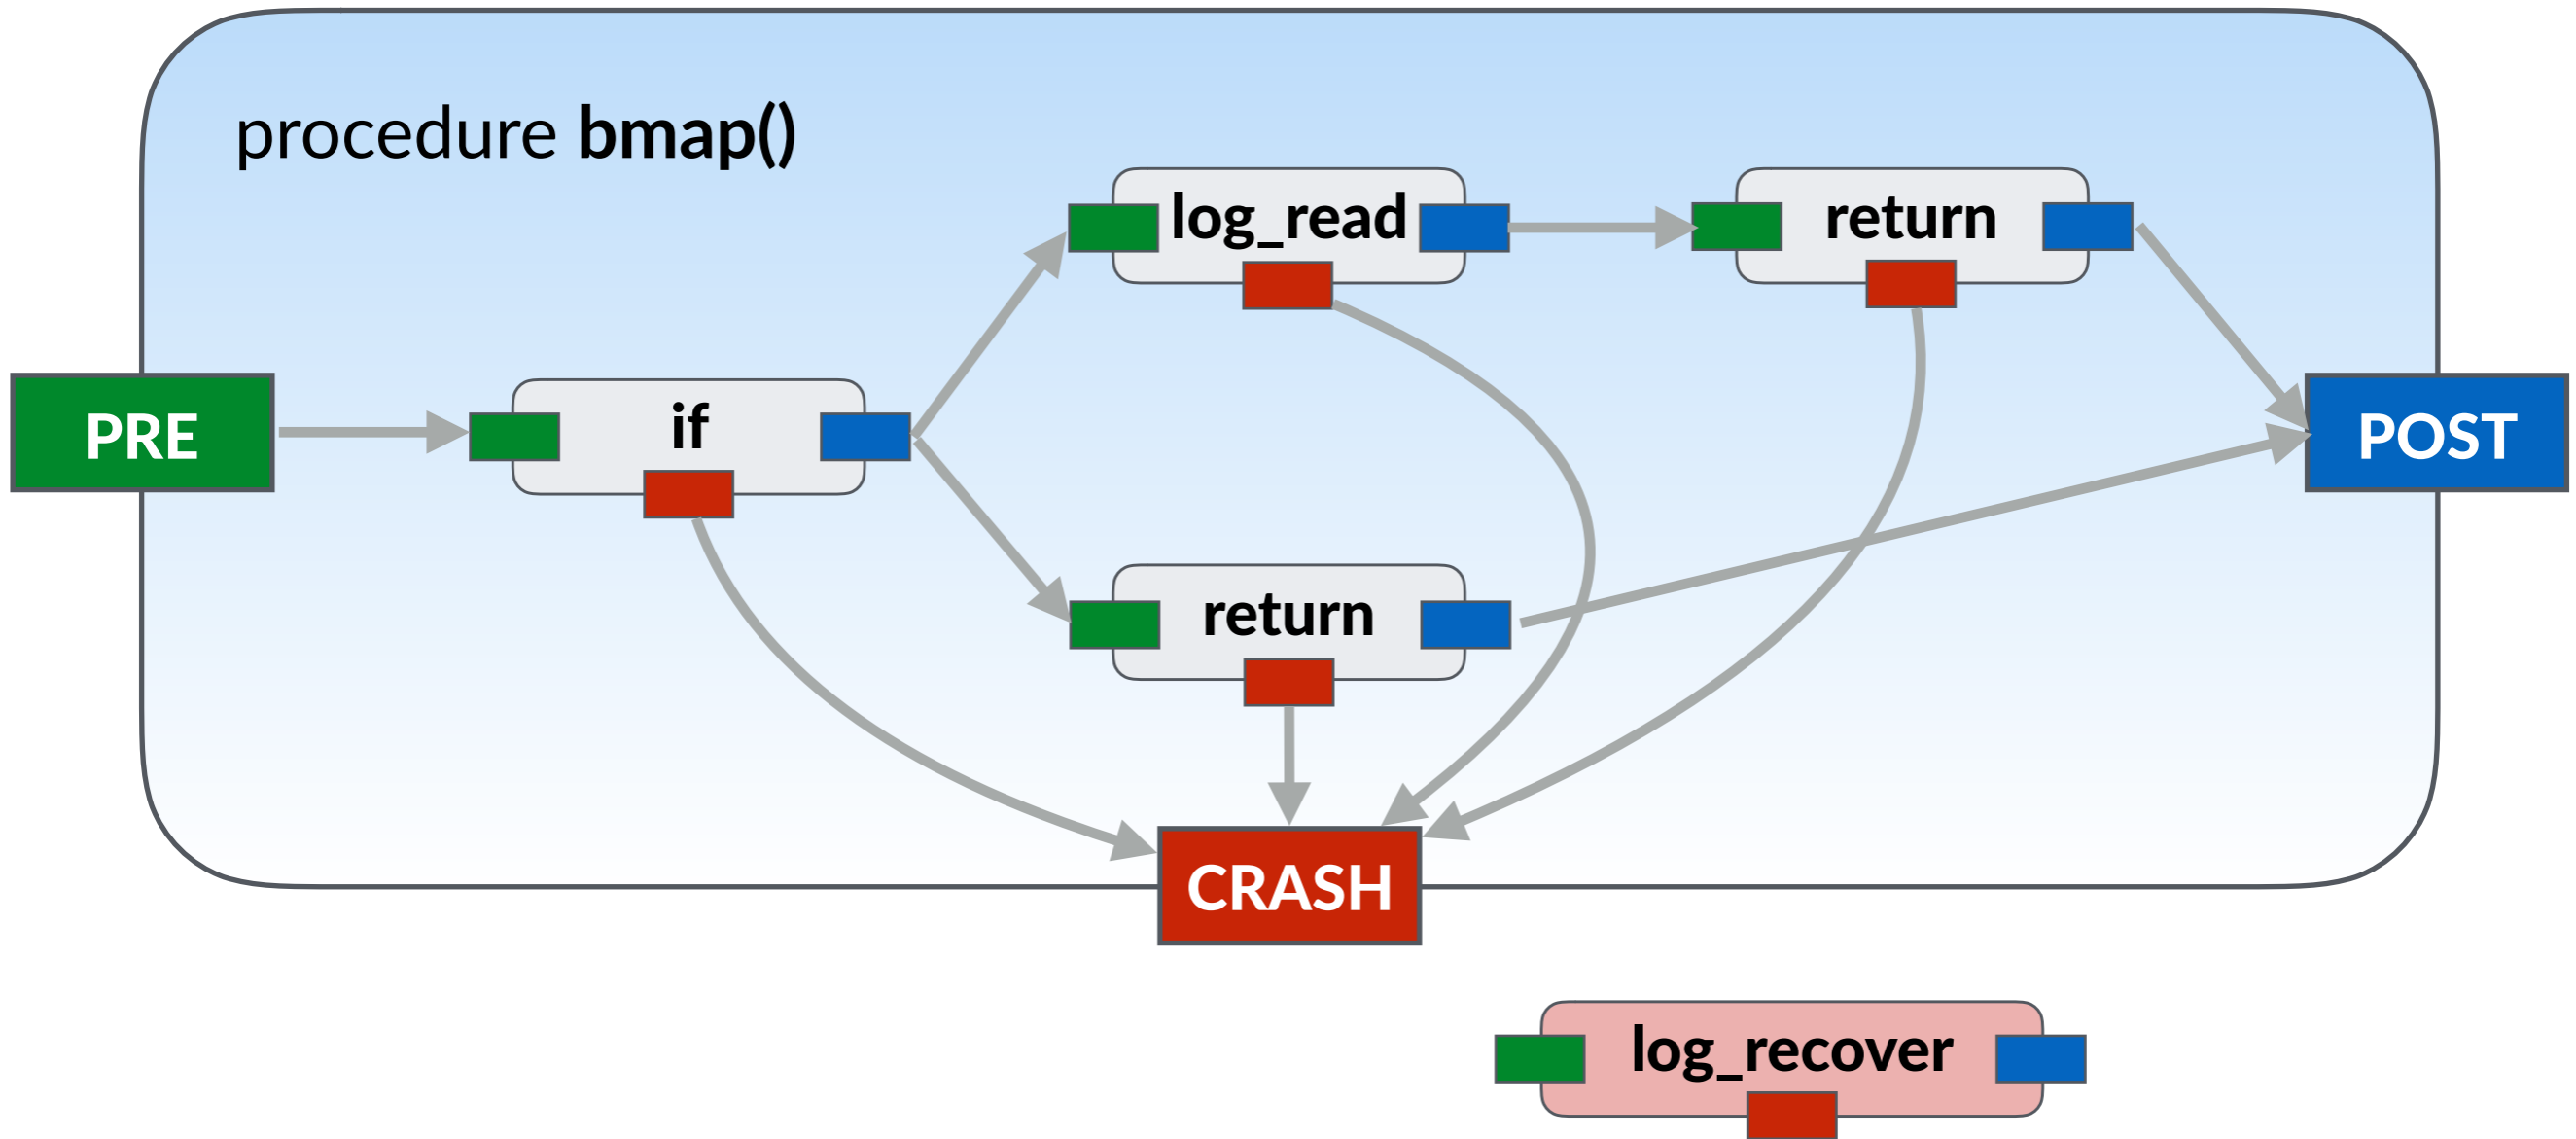 procedure bmap()
log_read
return
PRE
if
POST
return
CRASH
log_recover